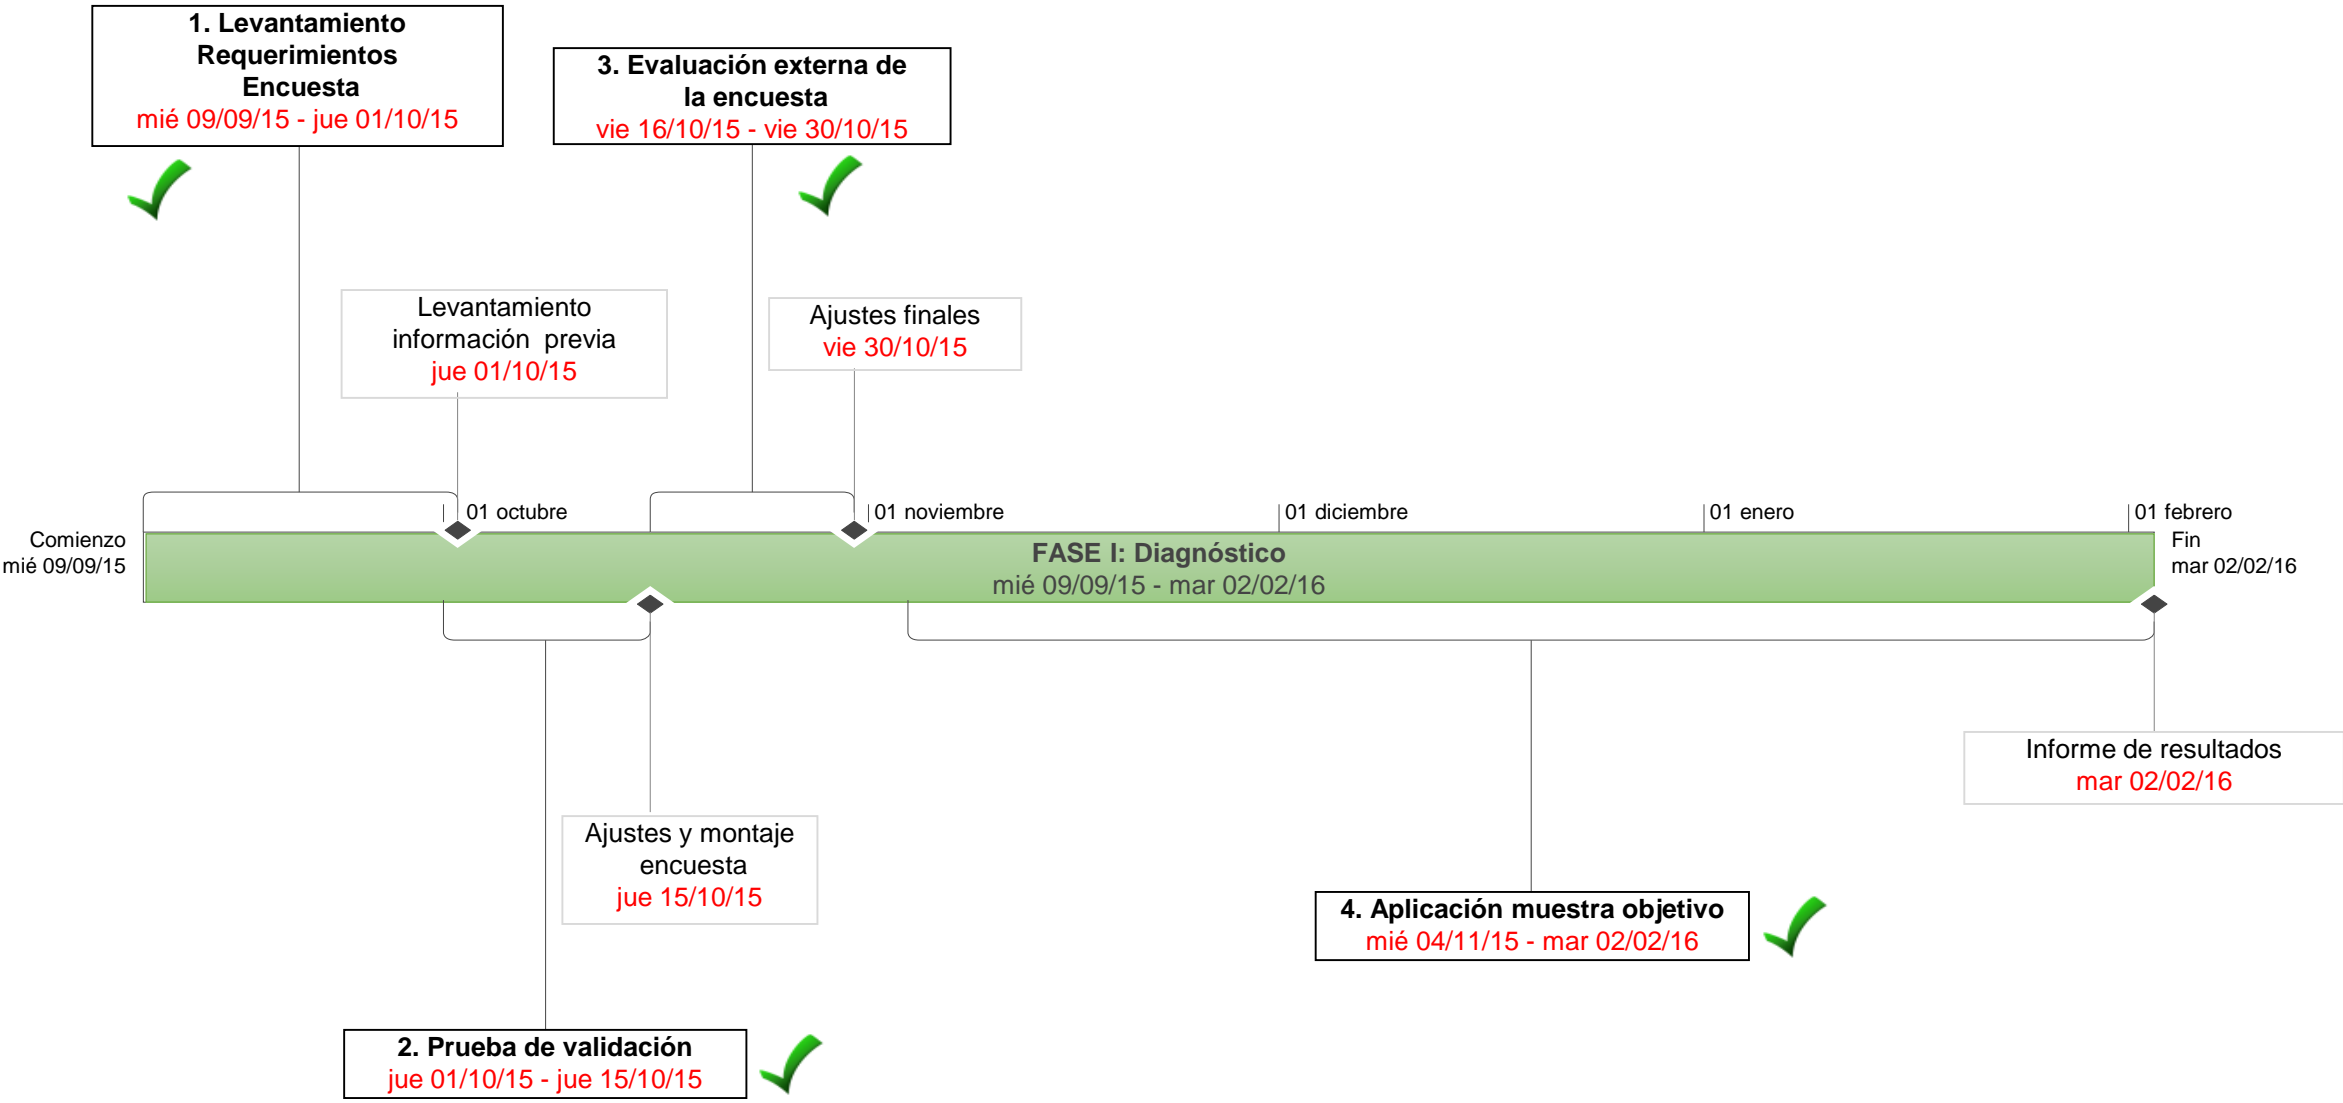 1. Levantamiento
Requerimientos
Encuesta
mié 09/09/15 - jue 01/10/15
3. Evaluación externa de
la encuesta
vie 16/10/15 - vie 30/10/15
Levantamiento
información  previa
jue 01/10/15
Ajustes finales
vie 30/10/15
01 octubre
01 noviembre
01 diciembre
01 enero
01 febrero
Comienzo
mié 09/09/15
FASE I: Diagnóstico
mié 09/09/15 - mar 02/02/16
Fin
mar 02/02/16
Informe de resultados
mar 02/02/16
Ajustes y montaje
encuesta
jue 15/10/15
4. Aplicación muestra objetivo
mié 04/11/15 - mar 02/02/16
2. Prueba de validación
jue 01/10/15 - jue 15/10/15